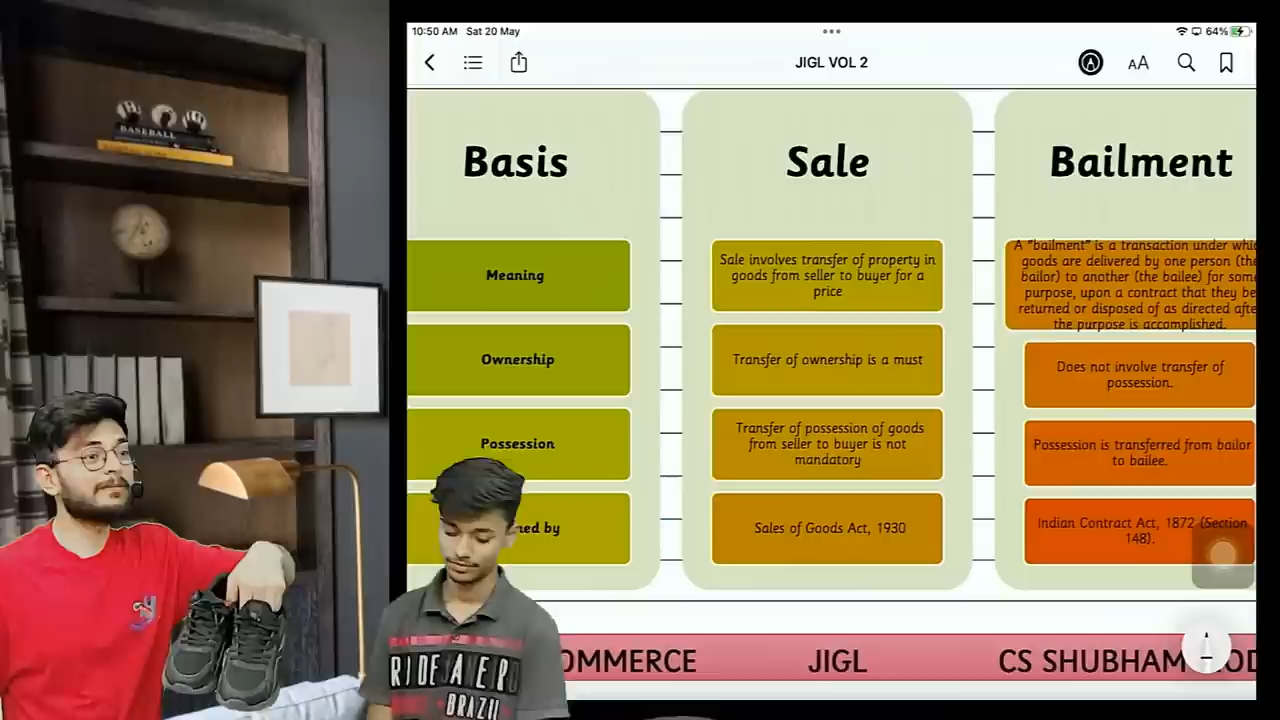 10:50 AM Sat 20 May
64%
JIGL VOL 2
Basis
Sale
Bailment
Meaning
Sale involves transfer of property in
goods from seller to buyer for a
price
A "bailment" is a transaction under whic
goods are delivered by one person (the
bailor) to another (the bailee) for some
purpose, upon a contract that they be
returned or disposed of as directed afte
the purpose is accomplished.
Ownership
Transfer of ownership is a must
Does not involve transfer of
possession.
Possession
Transfer of possession of goods
from seller to buyer is not
mandatory
Possession is transferred from bailor
to bailee.
ned by
Sales of Goods Act, 1930
Indian Contract Act, 1872 (Section
148).
OMMERCE
JIGL
CS SHUBHAM
BASEBALL
BRAZIL
AA